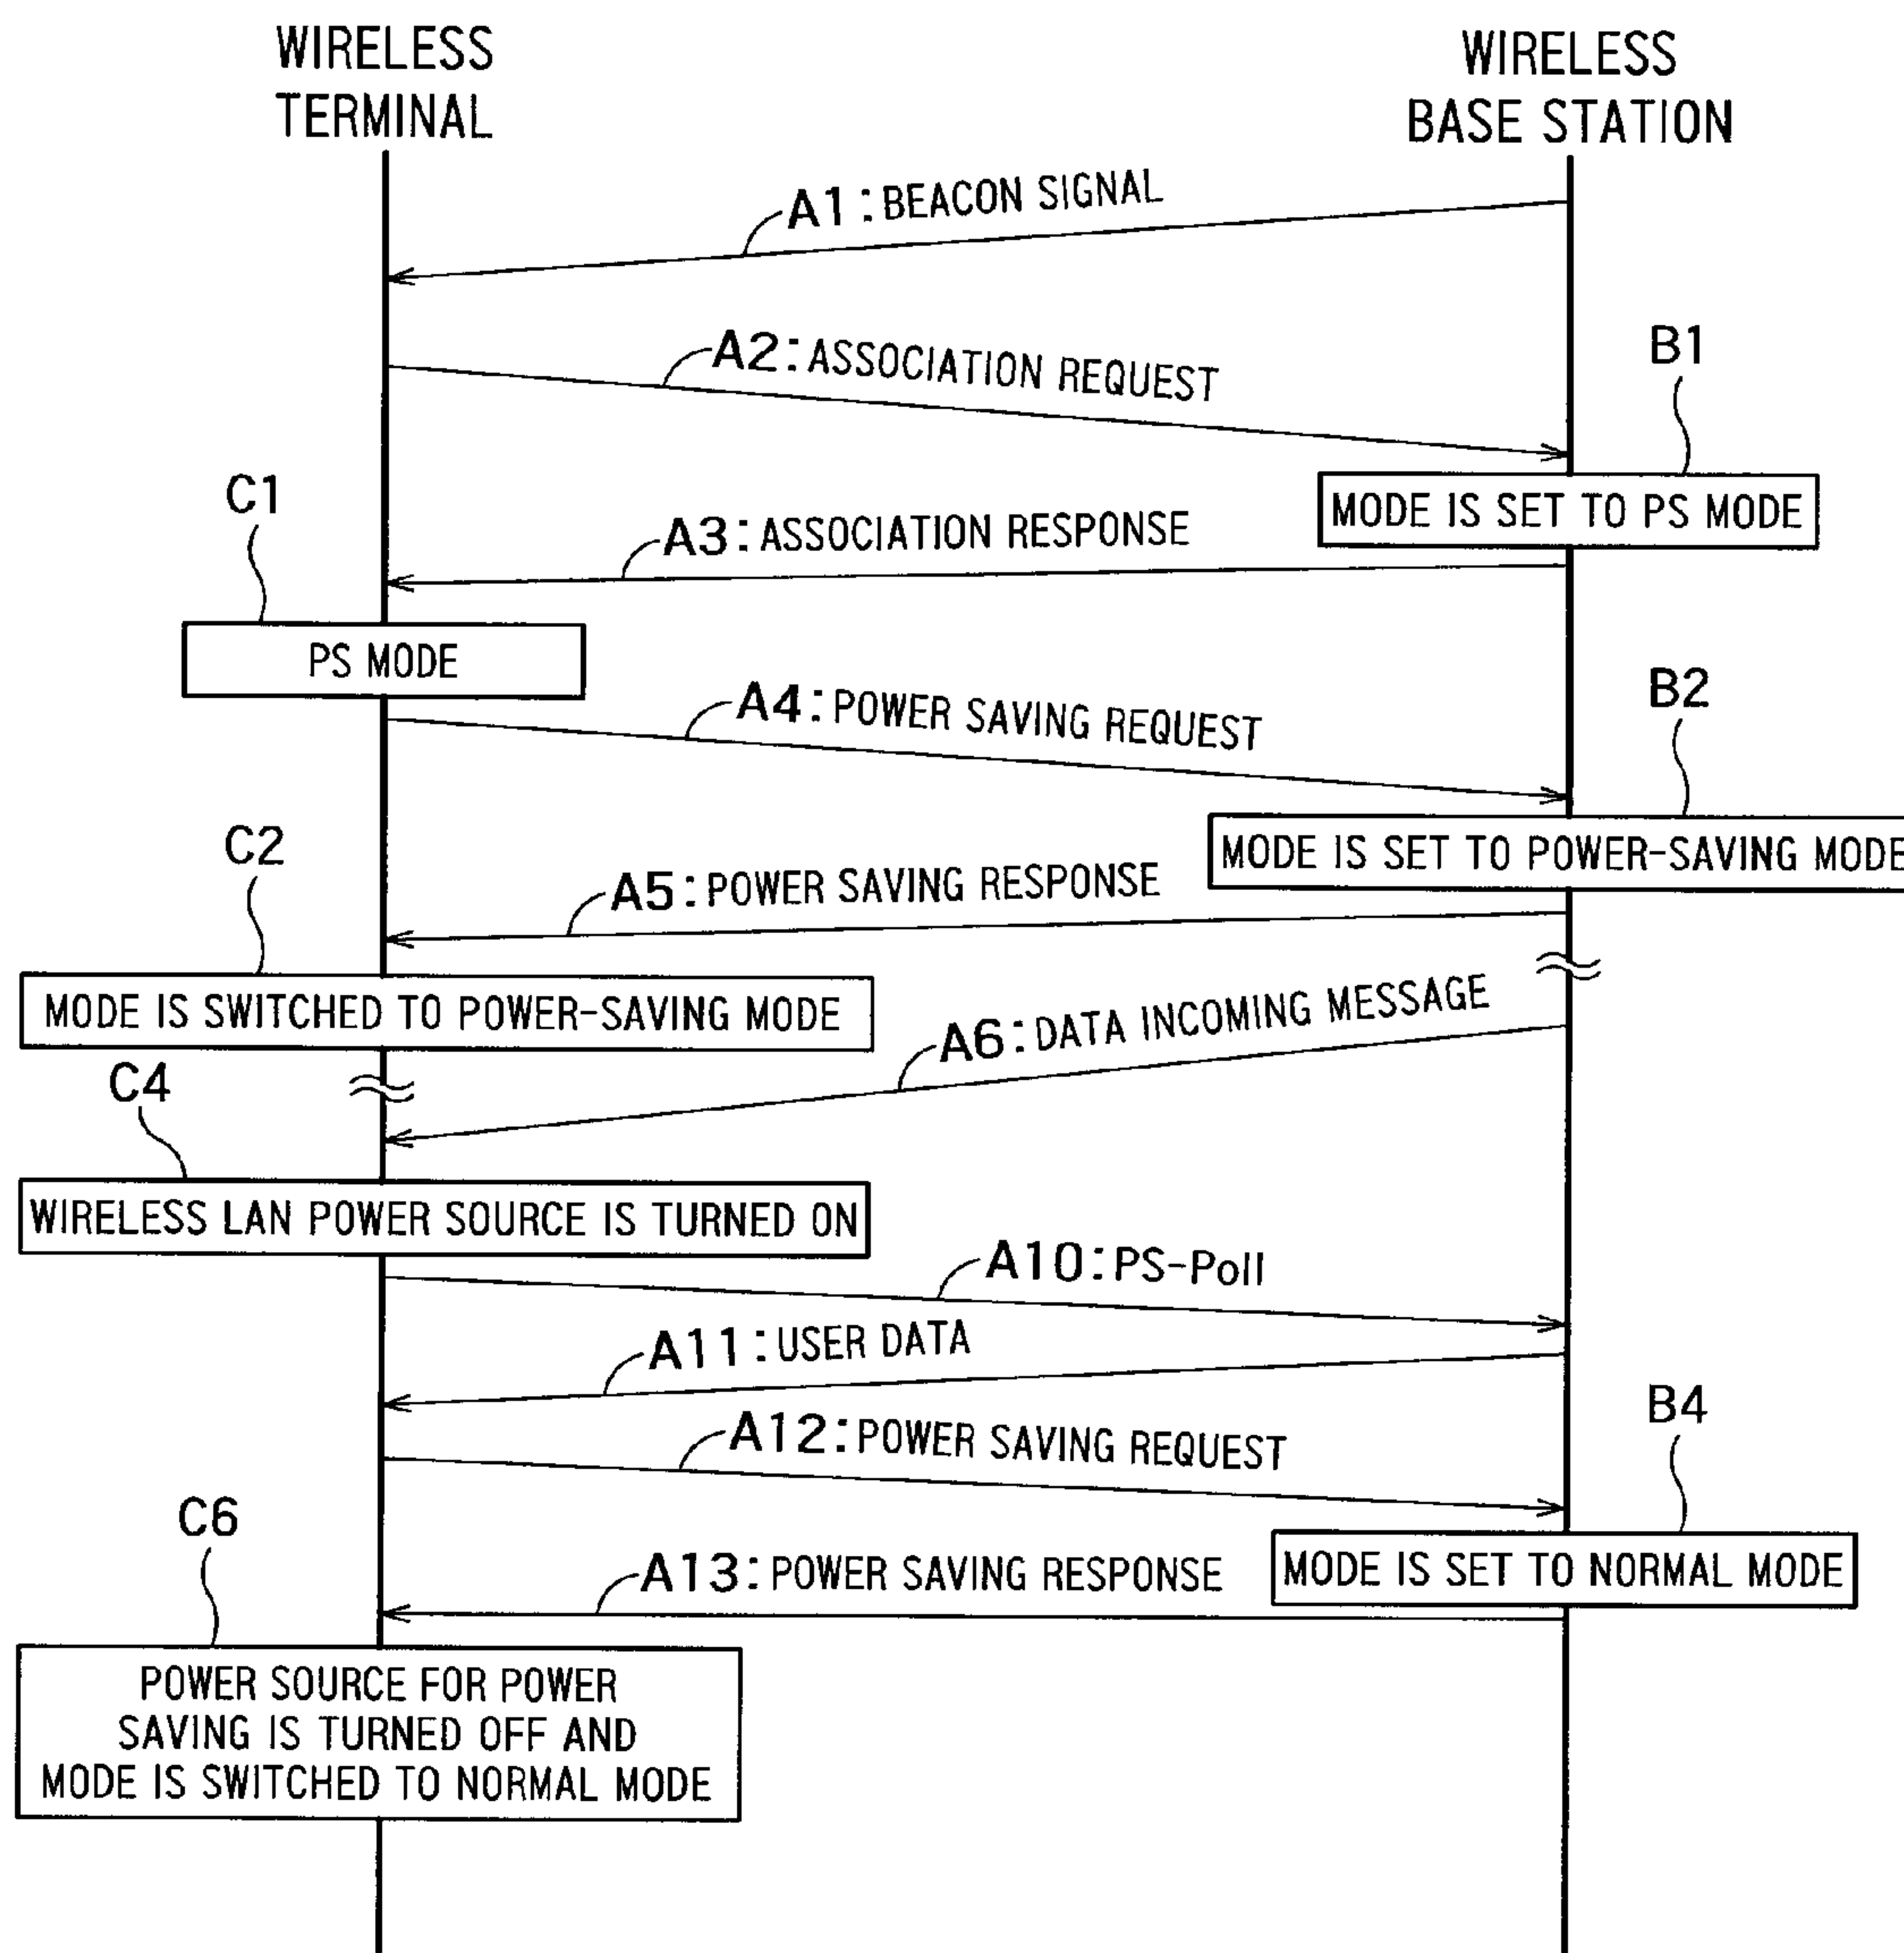 WIRELESS
TERMINAL
WIRELESS
BASE STATION
A1: BEACON SIGNAL
A2: ASSOCIATION REQUEST
B1
MODE IS SET TO PS MODE
C1
A3: ASSOCIATION RESPONSE
PS MODE
A4: POWER SAVING REQUEST
B2
MODE IS SET TO POWER-SAVING MODE
C2
A5: POWER SAVING RESPONSE
MODE IS SWITCHED TO POWER-SAVING MODE
A6: DATA INCOMING MESSAGE
C4
WIRELESS LAN POWER SOURCE IS TURNED ON
A10: PS-Poll
A11: USER DATA
A12: POWER SAVING REQUEST
B4
MODE IS SET TO NORMAL MODE
C6
A13: POWER SAVING RESPONSE
POWER SOURCE FOR POWER
SAVING IS TURNED OFF AND
MODE IS SWITCHED TO NORMAL MODE